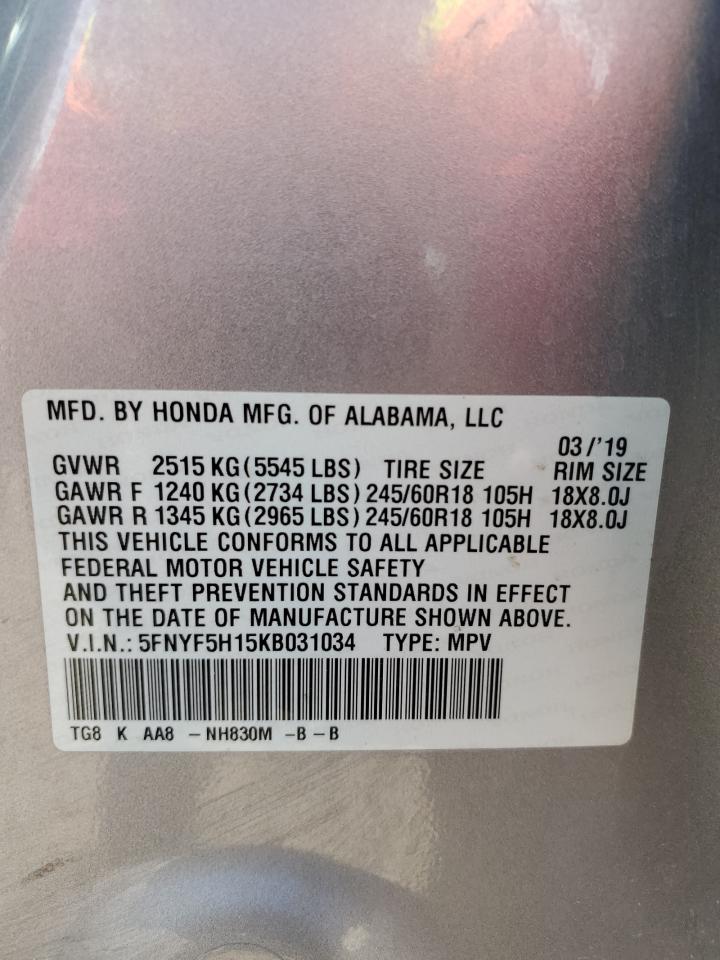 MFD. BY HONDA MFG. OF ALABAMA, LLC
03/'19
GVWR 2515 KG (5545 LBS) TIRE SIZE RIM SIZE
GAWR F 1240 KG (2734 LBS) 245/60R18 105H 18X8.0J
GAWR R 1345 KG (2965 LBS) 245/60R18 105H 18X8.0J
THIS VEHICLE CONFORMS TO ALL APPLICABLE
FEDERAL MOTOR VEHICLE SAFETY
AND THEFT PREVENTION STANDARDS IN EFFECT
ON THE DATE OF MANUFACTURE SHOWN ABOVE.
V.I.N.: 5FNYF5H15KB031034 TYPE: MPV
TG8 K AA8 - NH830M - B - B